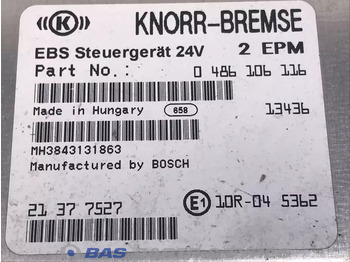 ((K)) KNORR-BREMSE
EBS Steuergerät 24V 2 EPM
Part No.: 0 486 106 116
Made in Hungary 658 13436
MH3843131863
Manufactured by BOSCH
21 37 7527 E1 10R-04 5362
BAS